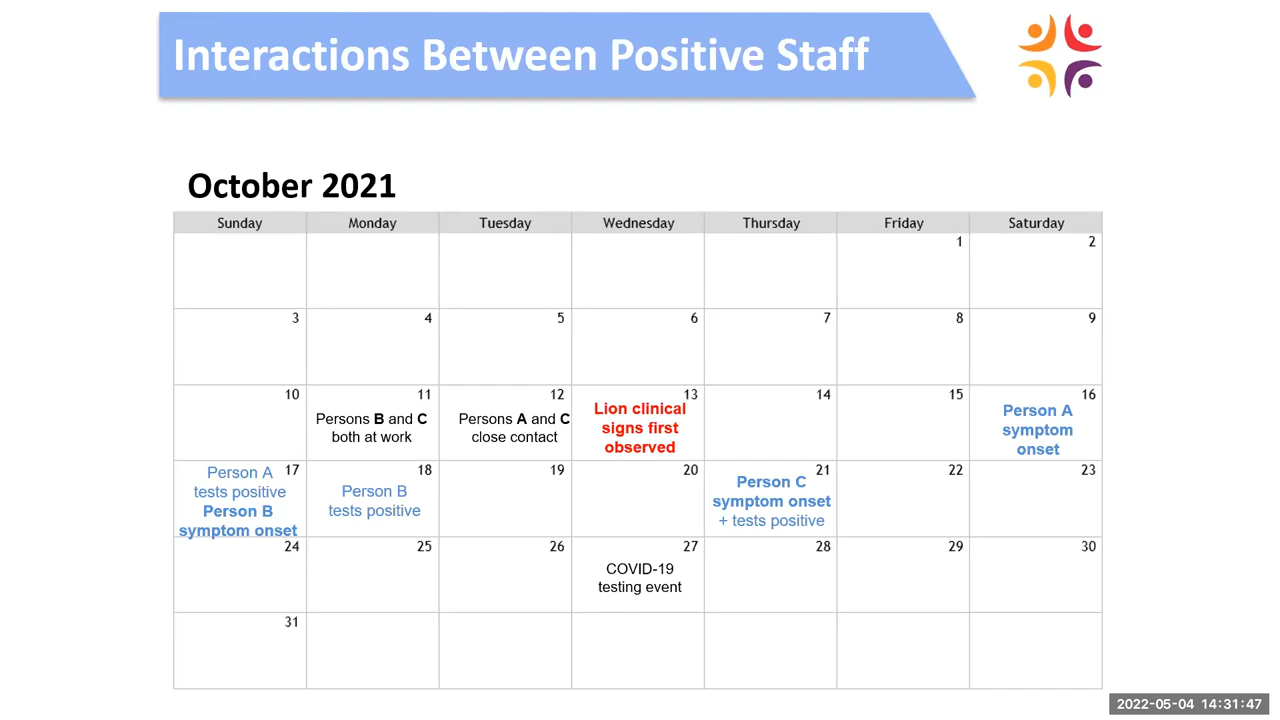 Interactions Between Positive Staff
October 2021
Sunday Monday Tuesday Wednesday Thursday Friday Saturday
1 2
3 4 5 6 7 8 9
10 11 12 13 14 15 16
Persons B and C
both at work
Persons A and C
close contact
Lion clinical
signs first
observed
Person A
symptom
onset
17 18 19 20 21 22 23
Person A
tests positive
Person B
symptom onset
Person B
tests positive
Person C
symptom onset
+ tests positive
24 25 26 27 28 29 30
COVID-19
testing event
31
2022-05-04 14:31:47